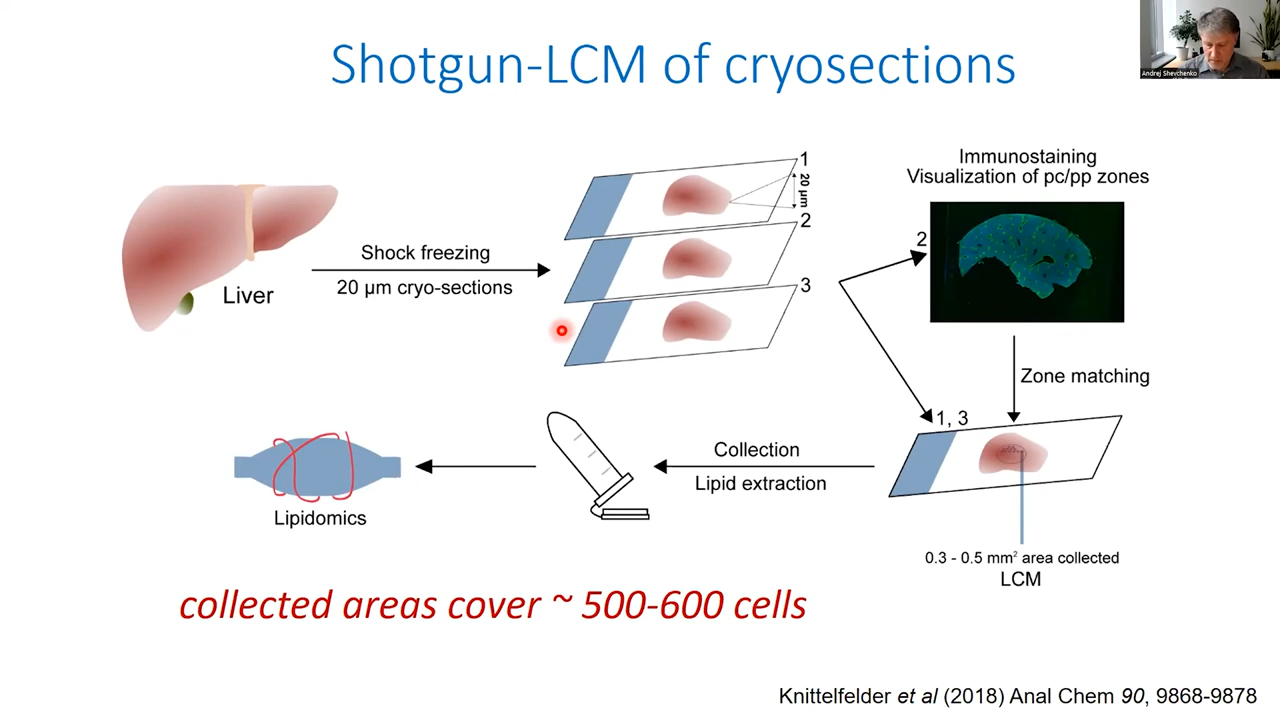 Shotgun-LCM of cryosections
Andrej Shevchenko
Liver
Shock freezing
20 µm cryo-sections
1
20 µm
2
3
Immunostaining
Visualization of pc/pp zones
2
Zone matching
1, 3
0.3 - 0.5 mm² area collected
LCM
Collection
Lipid extraction
Lipidomics
collected areas cover ~ 500-600 cells
Knittelfelder et al (2018) Anal Chem 90, 9868-9878